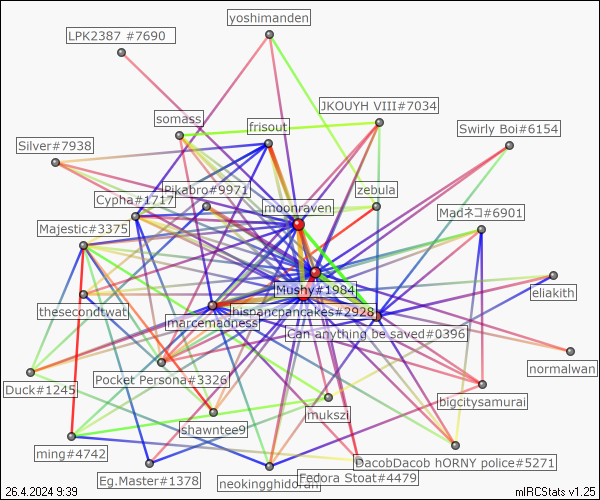 yoshimanden
LPK2387 #7690
JKOUYH VIII#7034
somass
frisout
Swirly Boi#6154
Silver#7938
Pikabro#9971
zebula
Cypha#1717
moonraven
Madネコ#6901
Majestic#3375
Mushy#1984
eliakith
thesecondtwat
hispancpancakes#2928
marcemadness
Can anything be saved#0396
normalwan
Pocket Persona#3326
Duck#1245
bigcitysamurai
mukszi
shawntee9
ming#4742
DacobDacob hORNY police#5271
Fedora Stoat#4479
Eg.Master#1378
neokinghidoran
26.4.2024 9:39
mIRCStats v1.25